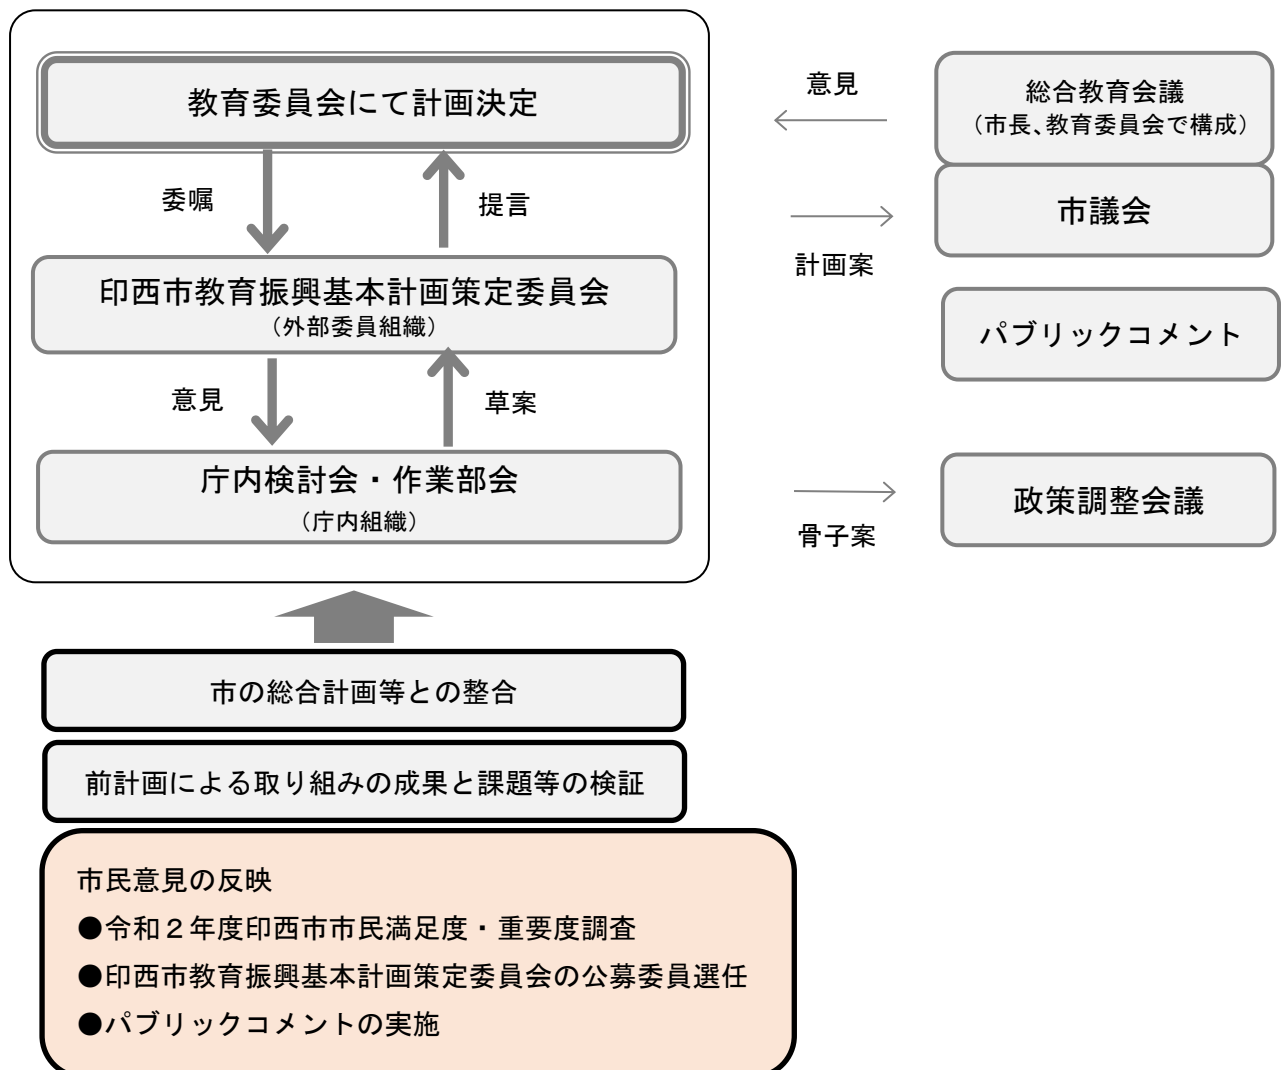 教育委員会にて計画決定
委嘱
提言
印西市教育振興基本計画策定委員会
（外部委員組織）
意見
草案
庁内検討会・作業部会
（庁内組織）
意見
計画案
骨子案
総合教育会議
（市長、教育委員会で構成）
市議会
パブリックコメント
政策調整会議
市の総合計画等との整合
前計画による取り組みの成果と課題等の検証
市民意見の反映
●令和２年度印西市市民満足度・重要度調査
●印西市教育振興基本計画策定委員会の公募委員選任
●パブリックコメントの実施